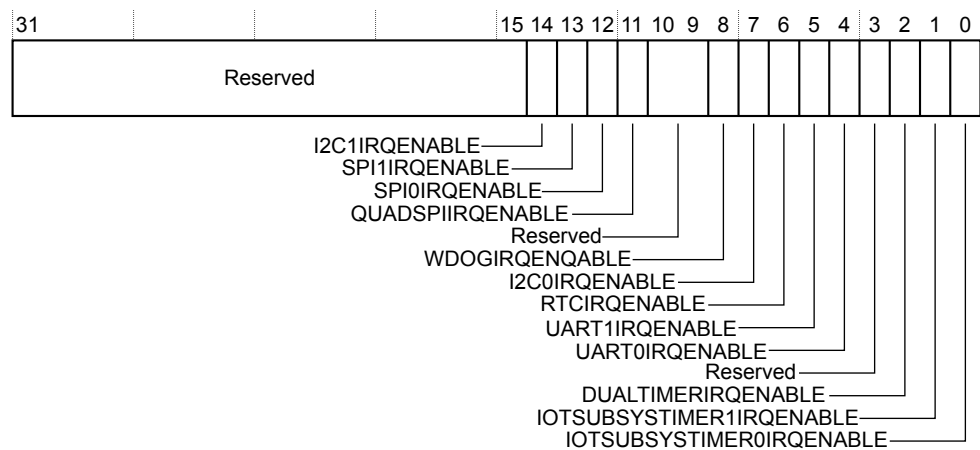 31 15 14 13 12 11 10 9 8 7 6 5 4 3 2 1 0
Reserved
I2C1IRQENABLE
SPI1IRQENABLE
SPI0IRQENABLE
QUADSPIIRQENABLE
Reserved
WDOGIRQENQABLE
I2C0IRQENABLE
RTCIRQENABLE
UART1IRQENABLE
UART0IRQENABLE
Reserved
DUALTIMERIRQENABLE
IOTSUBSYSTIMER1IRQENABLE
IOTSUBSYSTIMER0IRQENABLE